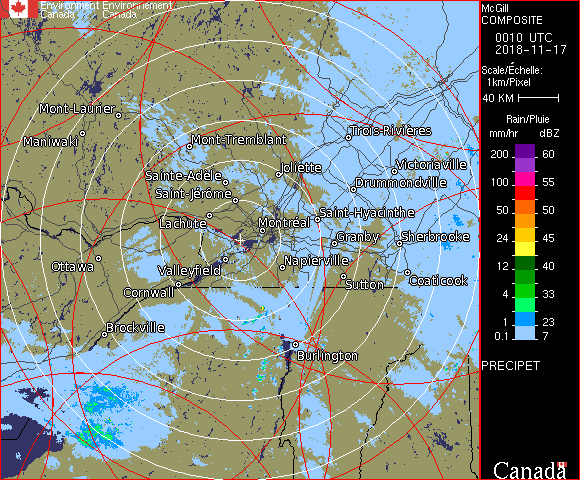 Environment Environnement
Canada Canada
McGill
COMPOSITE
0010 UTC
2018-11-17
Scale/Échelle:
1km/Pixel
40 KM
Rain/Pluie
mm/hr dBZ
200 60
100 55
50 50
24 45
12 40
4 33
1 23
0.1 7
PRECIPET
Canada
Mont-Laurier
Maniwaki
Mont-Tremblant
Trois-Rivières
Joliette
Victoriaville
Sainte-Adèle
Drummondville
Saint-Jérôme
Saint-Hyacinthe
Lachute
Montréal
Granby
Sherbrooke
Ottawa
Valleyfield
Napierville
Cornwall
Sutton
Coaticook
Brockville
Burlington